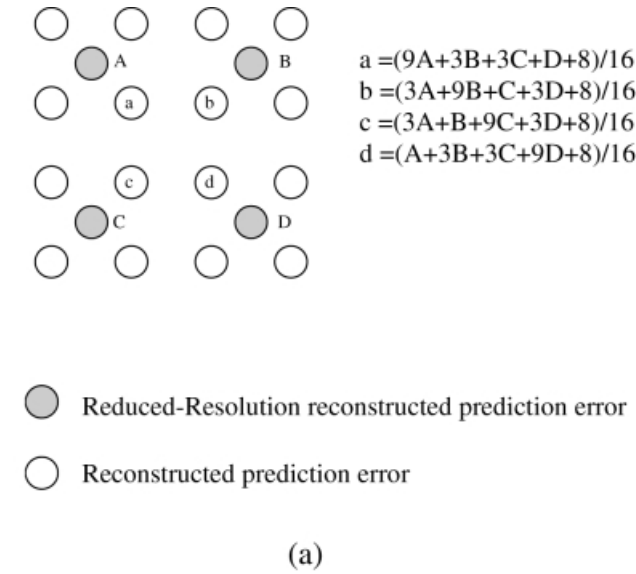 A
B
a =(9A+3B+3C+D+8)/16
b =(3A+9B+C+3D+8)/16
a
b
c =(3A+B+9C+3D+8)/16
d =(A+3B+3C+9D+8)/16
c
d
C
D
Reduced-Resolution reconstructed prediction error
Reconstructed prediction error
(a)